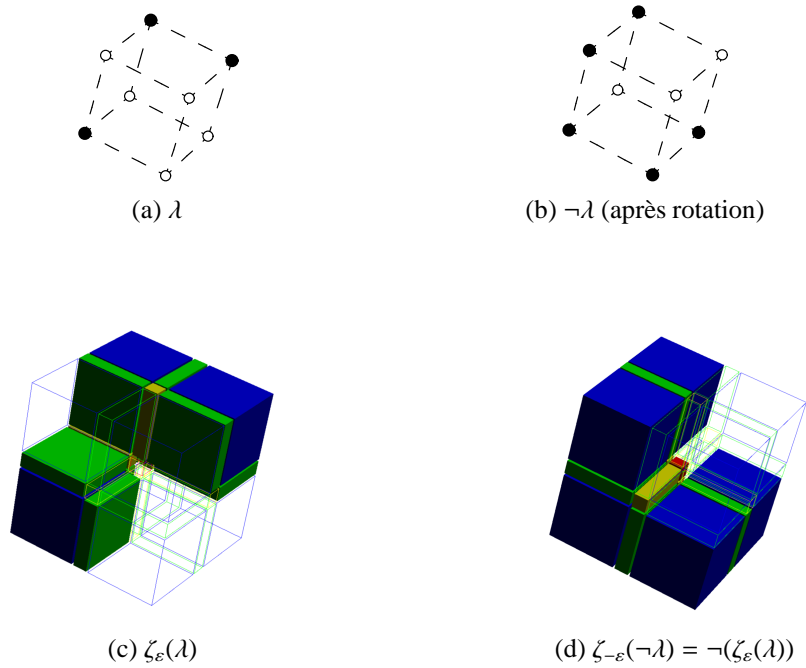 (a) λ
(b) ¬λ (après rotation)
(c) ζε(λ)
(d) ζ−ε(¬λ) = ¬(ζε(λ))